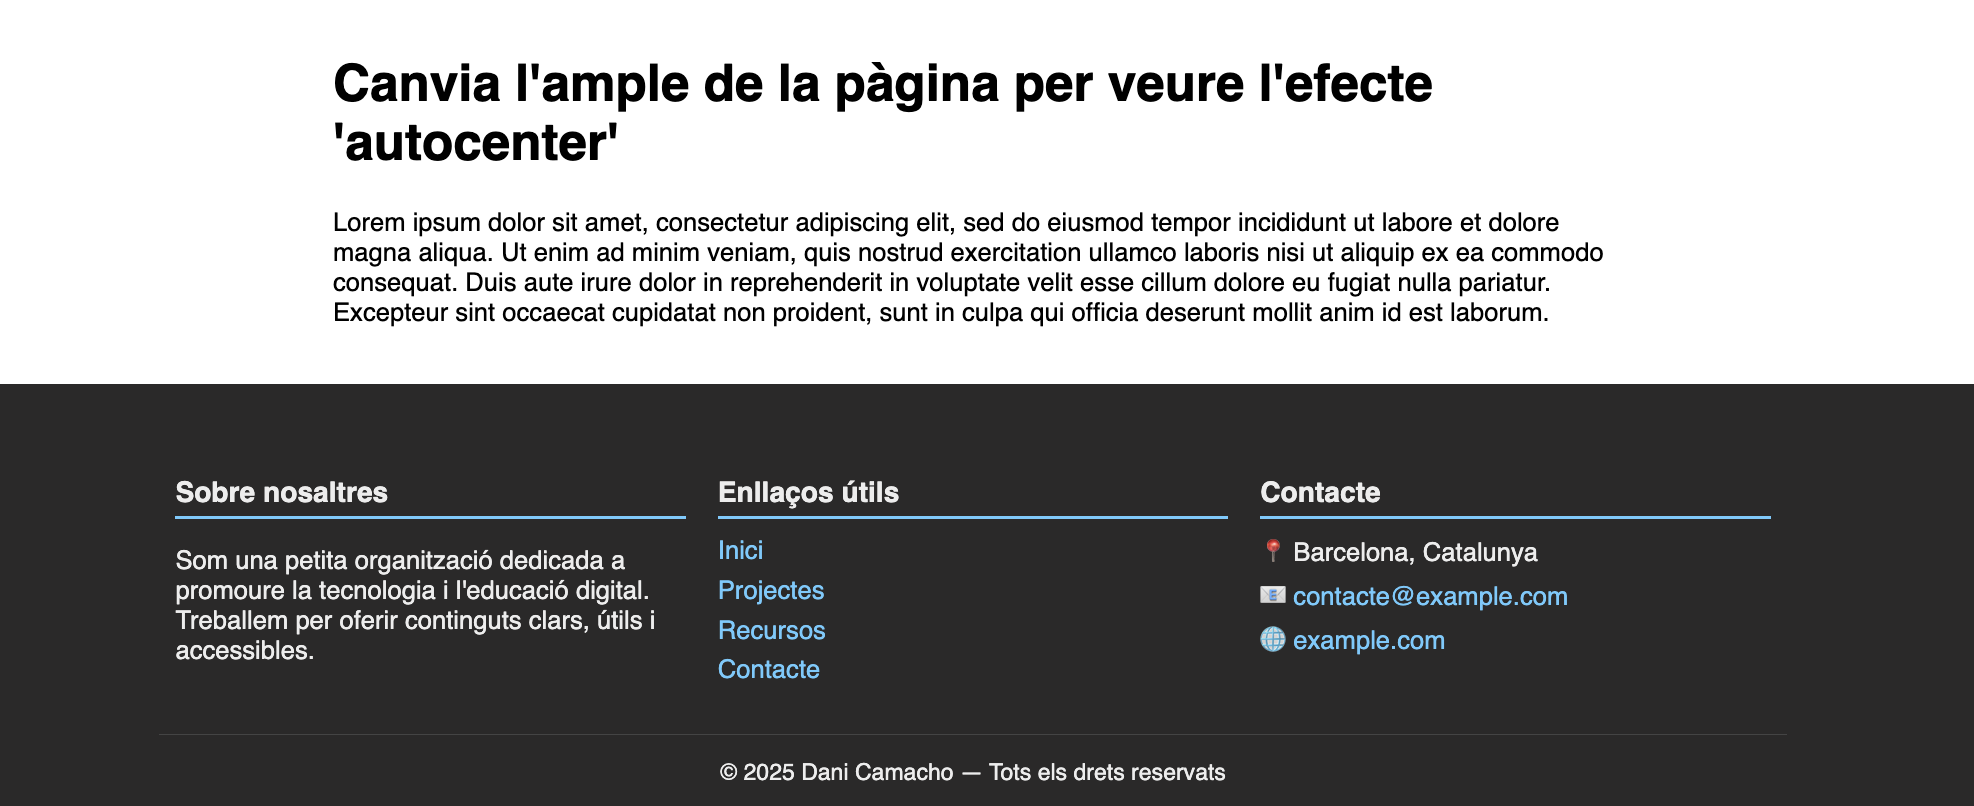 Canvia l'ample de la pàgina per veure l'efecte
'autocenter'
Lorem ipsum dolor sit amet, consectetur adipiscing elit, sed do eiusmod tempor incididunt ut labore et dolore
magna aliqua. Ut enim ad minim veniam, quis nostrud exercitation ullamco laboris nisi ut aliquip ex ea commodo
consequat. Duis aute irure dolor in reprehenderit in voluptate velit esse cillum dolore eu fugiat nulla pariatur.
Excepteur sint occaecat cupidatat non proident, sunt in culpa qui officia deserunt mollit anim id est laborum.
Sobre nosaltres
Som una petita organització dedicada a
promoure la tecnologia i l'educació digital.
Treballem per oferir continguts clars, útils i
accessibles.
Enllaços útils
Inici
Projectes
Recursos
Contacte
Contacte
Barcelona, Catalunya
contacte@example.com
example.com
© 2025 Dani Camacho — Tots els drets reservats